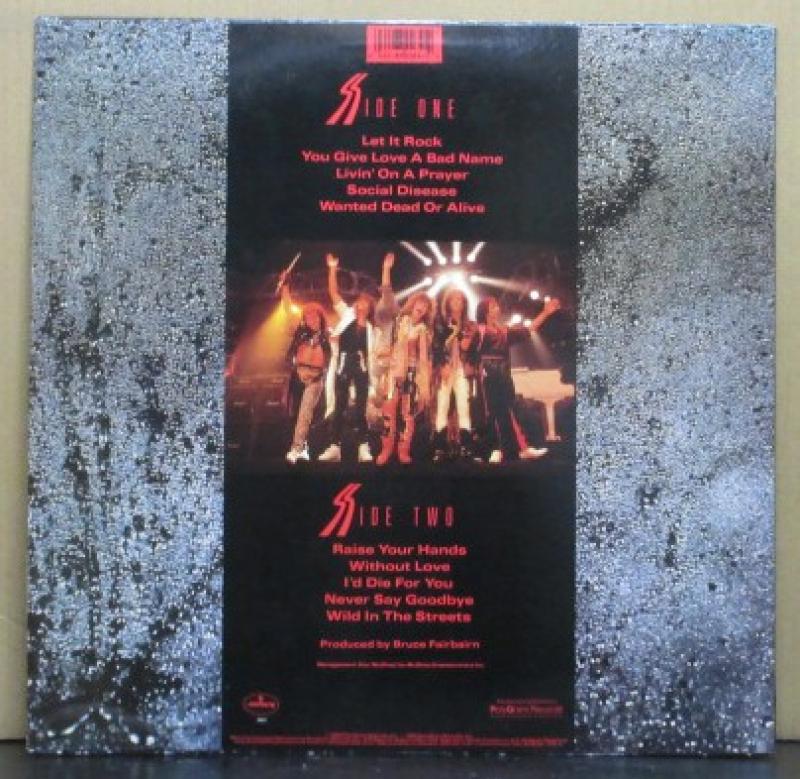 SIDE ONE
Let It Rock
You Give Love A Bad Name
Livin' On A Prayer
Social Disease
Wanted Dead Or Alive
SIDE TWO
Raise Your Hands
Without Love
I'd Die For You
Never Say Goodbye
Wild In The Streets
Produced by Bruce Fairbairn
PolyGram Records